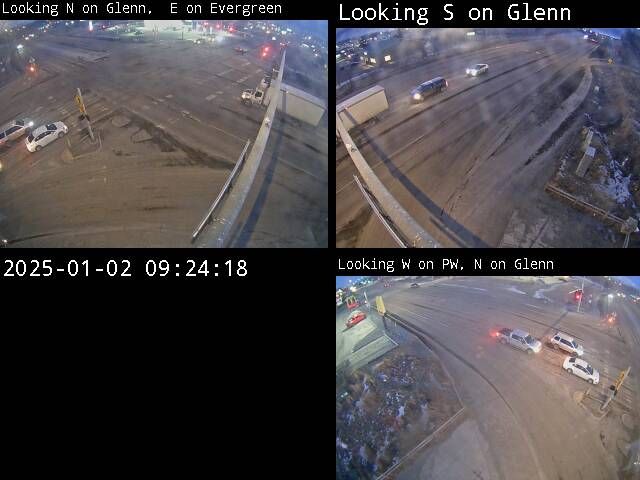 Looking N on Glenn,  E on Evergreen
Looking S on Glenn
2025-01-02 09:24:18
Looking W on PW, N on Glenn